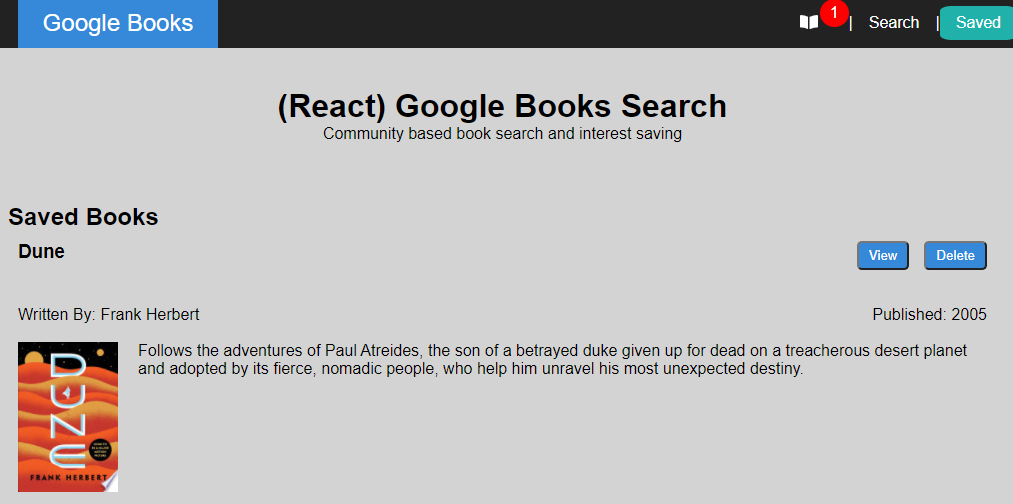 Google Books
1
| Search | Saved
(React) Google Books Search
Community based book search and interest saving
Saved Books
Dune
View
Delete
Written By: Frank Herbert
Published: 2005
Follows the adventures of Paul Atreides, the son of a betrayed duke given up for dead on a treacherous desert planet
and adopted by its fierce, nomadic people, who help him unravel his most unexpected destiny.
DUNE
FRANK HERBERT